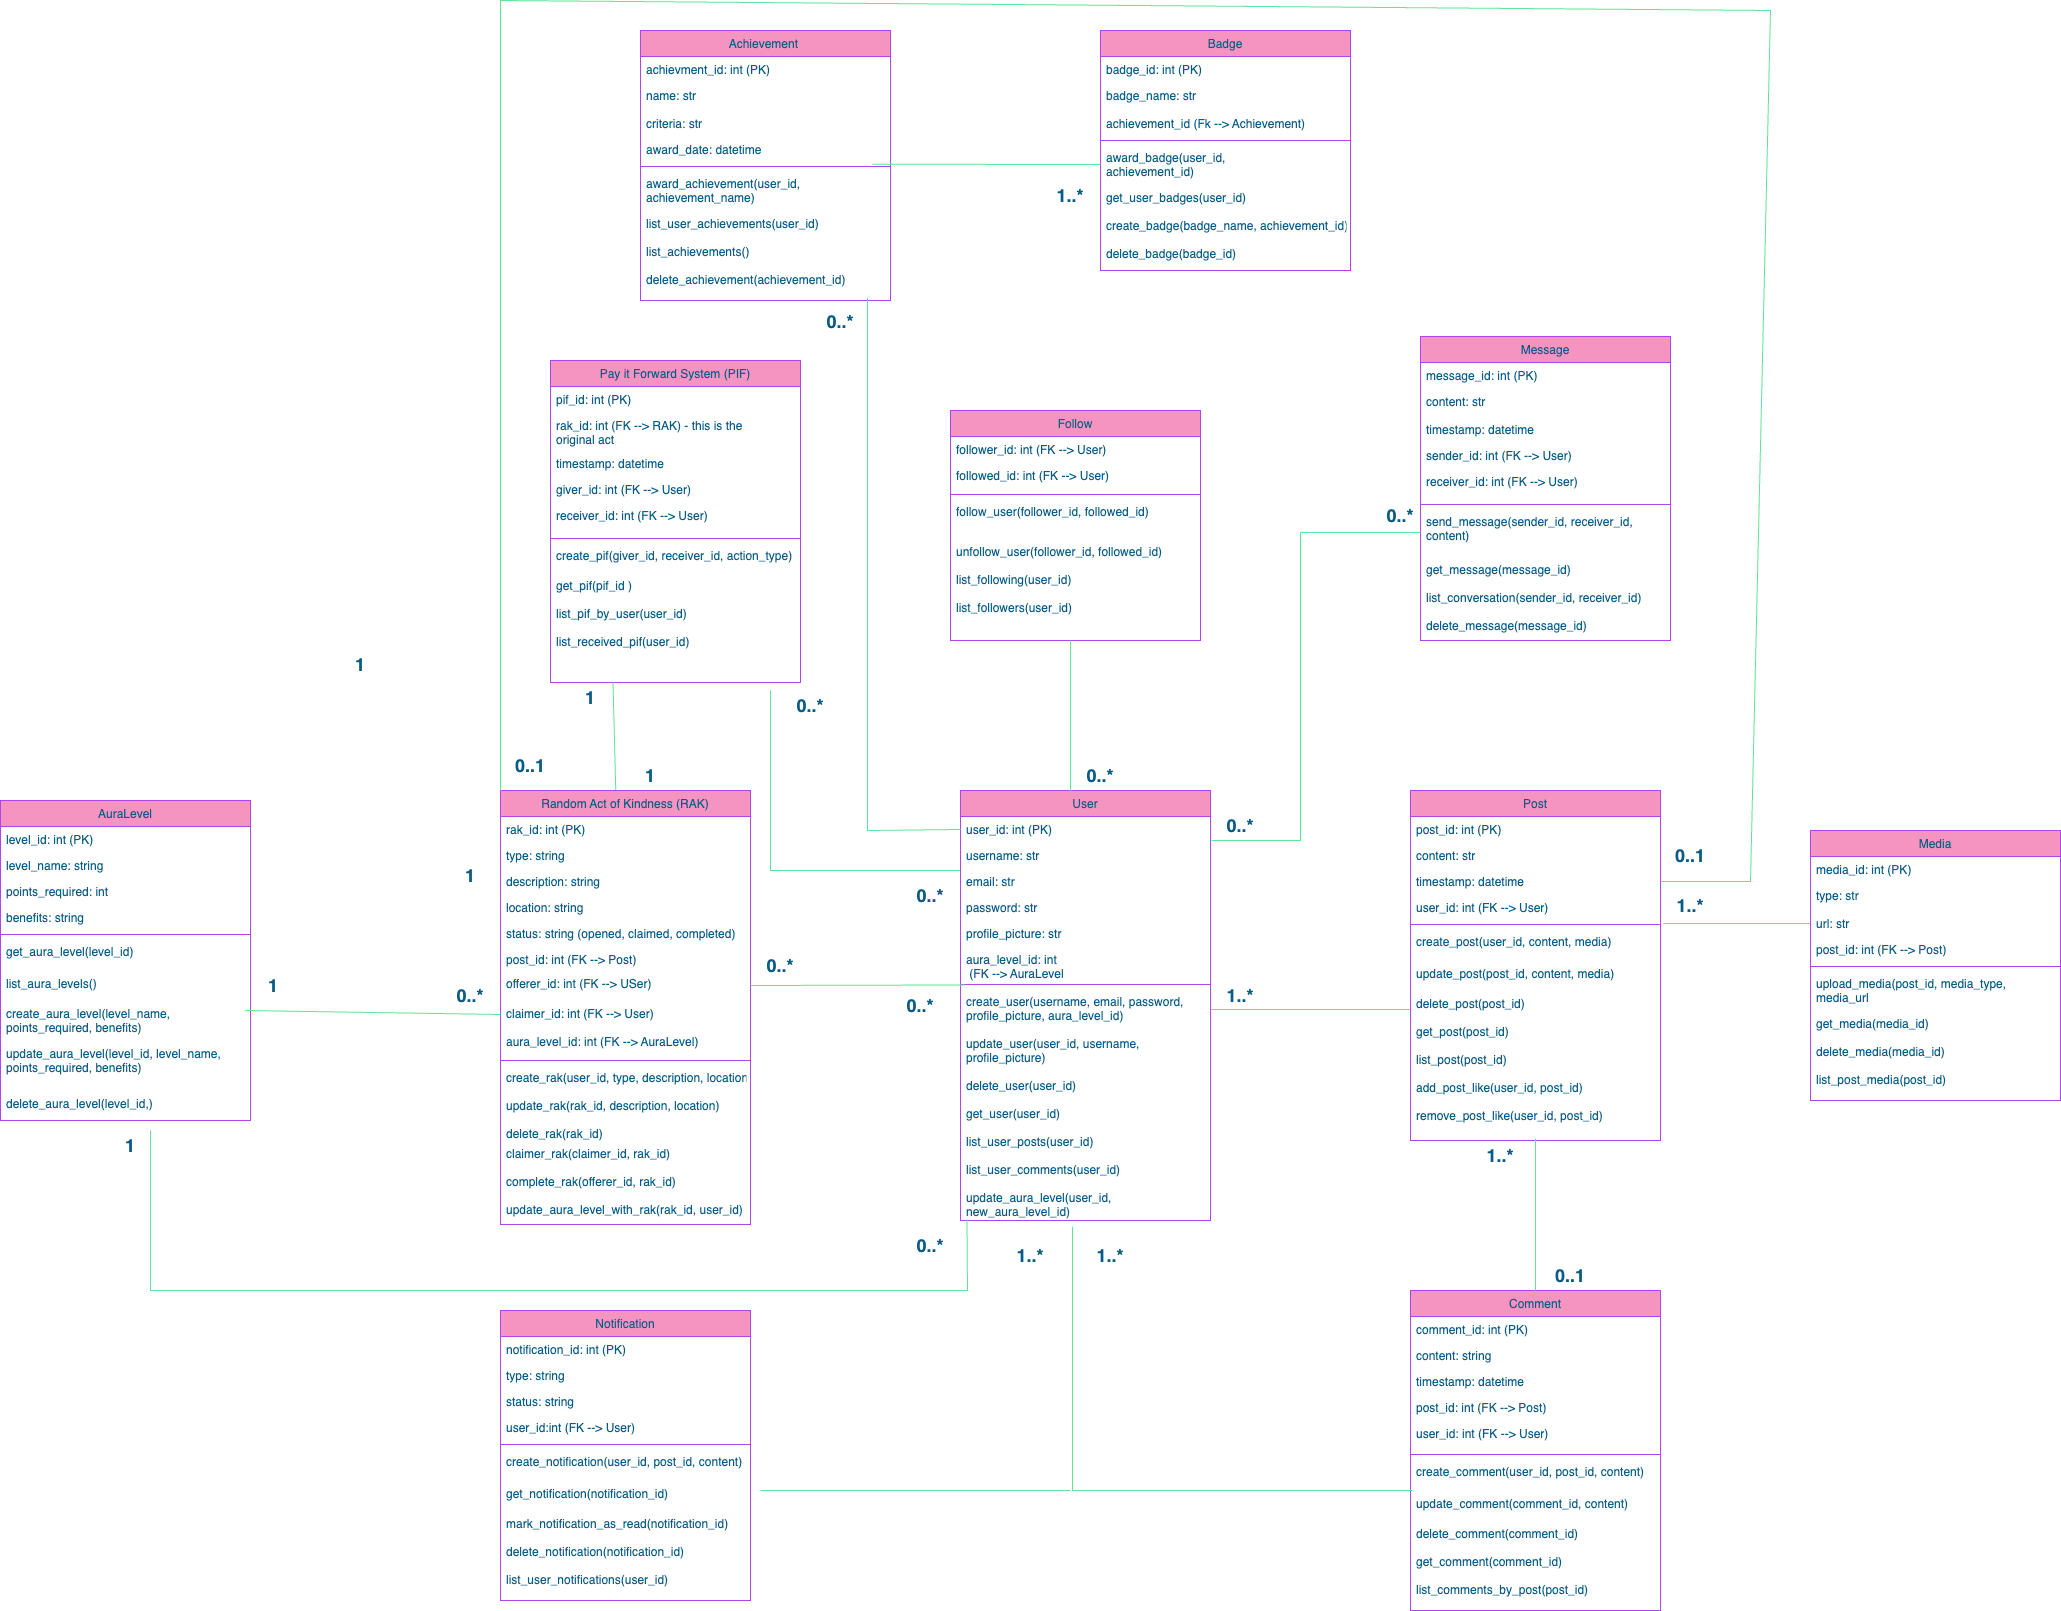 Achievement
achievment_id: int (PK)
name: str
criteria: str
award_date: datetime
award_achievement(user_id,
achievement_name)
list_user_achievements(user_id)
list_achievements()
delete_achievement(achievement_id)
0..*
Badge
badge_id: int (PK)
badge_name: str
achievement_id (Fk --> Achievement)
award_badge(user_id,
achievement_id)
get_user_badges(user_id)
create_badge(badge_name, achievement_id)
delete_badge(badge_id)
1..*
Pay it Forward System (PIF)
pif_id: int (PK)
rak_id: int (FK --> RAK) - this is the
original act
timestamp: datetime
giver_id: int (FK --> User)
receiver_id: int (FK --> User)
create_pif(giver_id, receiver_id, action_type)
get_pif(pif_id )
list_pif_by_user(user_id)
list_received_pif(user_id)
1
0..*
Follow
follower_id: int (FK --> User)
followed_id: int (FK --> User)
follow_user(follower_id, followed_id)
unfollow_user(follower_id, followed_id)
list_following(user_id)
list_followers(user_id)
0..*
Message
message_id: int (PK)
content: str
timestamp: datetime
sender_id: int (FK --> User)
receiver_id: int (FK --> User)
send_message(sender_id, receiver_id,
content)
get_message(message_id)
list_conversation(sender_id, receiver_id)
delete_message(message_id)
0..*
1
0..1
1
AuraLevel
level_id: int (PK)
level_name: string
points_required: int
benefits: string
get_aura_level(level_id)
list_aura_levels()
create_aura_level(level_name,
points_required, benefits)
update_aura_level(level_id, level_name,
points_required, benefits)
delete_aura_level(level_id,)
1
1
1
0..*
Random Act of Kindness (RAK)
rak_id: int (PK)
type: string
description: string
location: string
status: string (opened, claimed, completed)
post_id: int (FK --> Post)
offerer_id: int (FK --> USer)
claimer_id: int (FK --> User)
aura_level_id: int (FK --> AuraLevel)
create_rak(user_id, type, description, location
update_rak(rak_id, description, location)
delete_rak(rak_id)
claimer_rak(claimer_id, rak_id)
complete_rak(offerer_id, rak_id)
update_aura_level_with_rak(rak_id, user_id)
0..*
0..*
0..*
User
user_id: int (PK)
username: str
email: str
password: str
profile_picture: str
aura_level_id: int
(FK --> AuraLevel
create_user(username, email, password,
profile_picture, aura_level_id)
update_user(user_id, username,
profile_picture)
delete_user(user_id)
get_user(user_id)
list_user_posts(user_id)
list_user_comments(user_id)
update_aura_level(user_id,
new_aura_level_id)
0..*
1..*
0..*
1..*
1..*
Post
post_id: int (PK)
content: str
timestamp: datetime
user_id: int (FK --> User)
create_post(user_id, content, media)
update_post(post_id, content, media)
delete_post(post_id)
get_post(post_id)
list_post(post_id)
add_post_like(user_id, post_id)
remove_post_like(user_id, post_id)
0..1
1..*
1..*
Media
media_id: int (PK)
type: str
url: str
post_id: int (FK --> Post)
upload_media(post_id, media_type,
media_url
get_media(media_id)
delete_media(media_id)
list_post_media(post_id)
Notification
notification_id: int (PK)
type: string
status: string
user_id:int (FK --> User)
create_notification(user_id, post_id, content)
get_notification(notification_id)
mark_notification_as_read(notification_id)
delete_notification(notification_id)
list_user_notifications(user_id)
0..1
Comment
comment_id: int (PK)
content: string
timestamp: datetime
post_id: int (FK --> Post)
user_id: int (FK --> User)
create_comment(user_id, post_id, content)
update_comment(comment_id, content)
delete_comment(comment_id)
get_comment(comment_id)
list_comments_by_post(post_id)